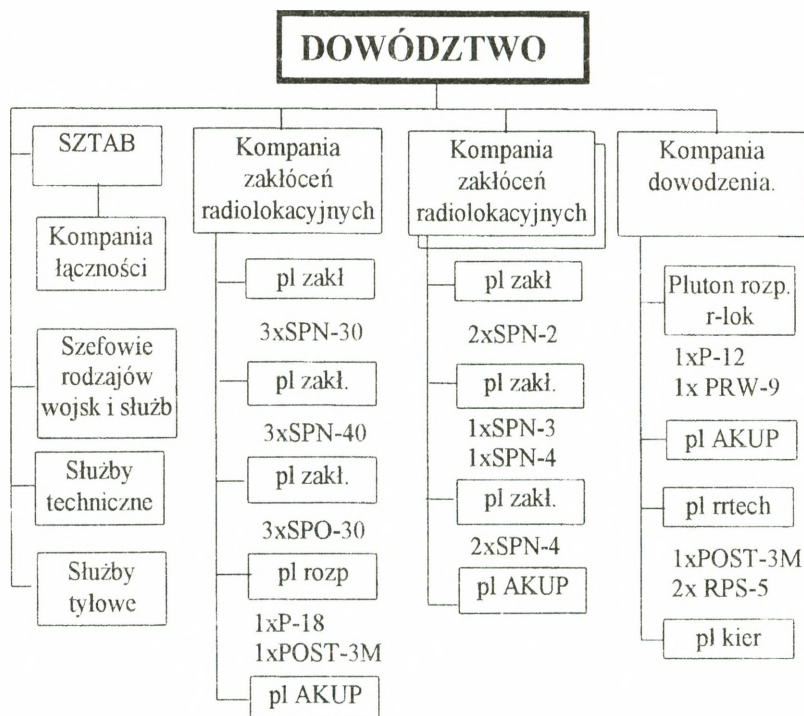 DOWÓDZTWO
SZTAB
Kompania
łączności
Szefowie
rodzajów
wojsk i służb
Służby
techniczne
Służby
tyłowe
Kompania
zakłóceń
radiolokacyjnych
pl zakł
3xSPN-30
pl zakł.
3xSPN-40
pl zakł.
3xSPO-30
pl rozp
1xP-18
1xPOST-3M
pl AKUP
Kompania
zakłóceń
radiolokacyjnych
pl zakł
2xSPN-2
pl zakł.
1xSPN-3
1xSPN-4
pl zakł.
2xSPN-4
pl AKUP
Kompania
dowodzenia.
Pluton rozp.
r-lok
1xP-12
1x PRW-9
pl AKUP
pl rrtech
1xPOST-3M
2x RPS-5
pl kier